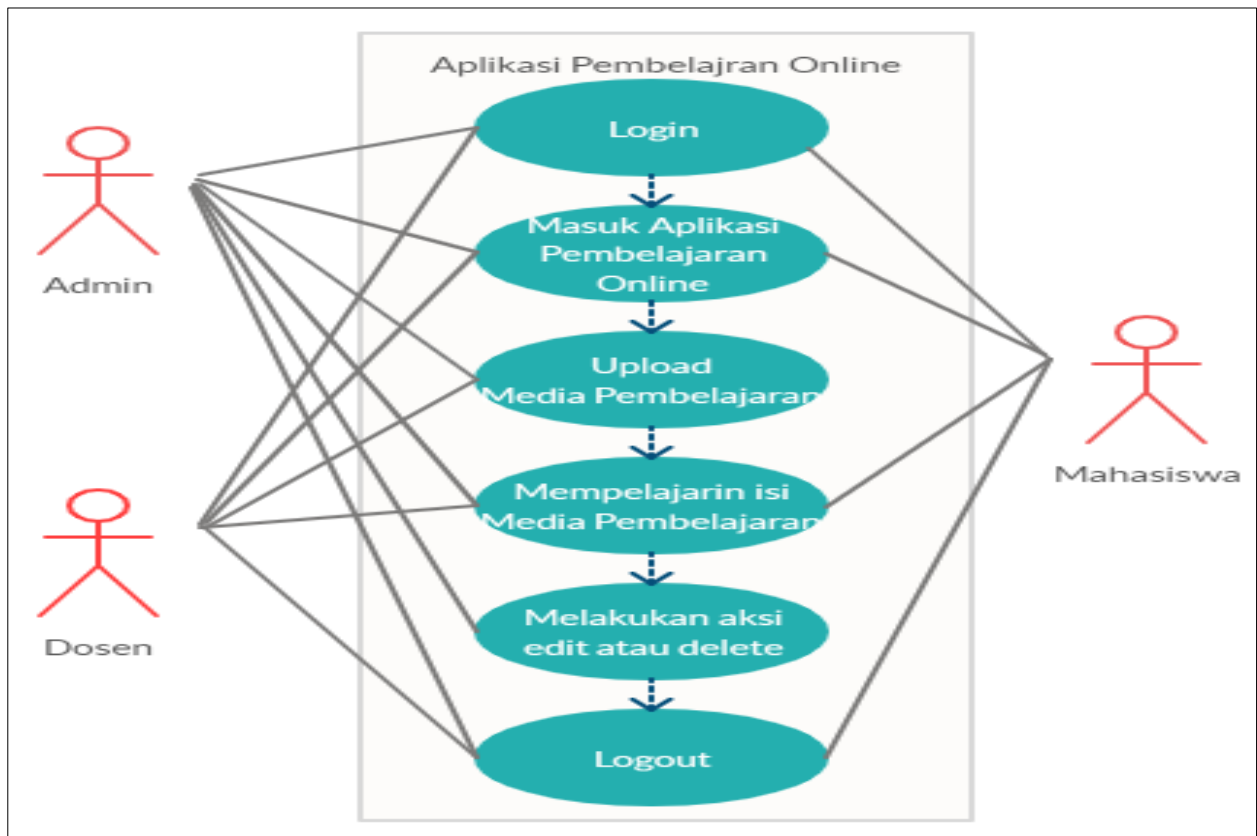 Aplikasi Pembelajran Online
Login
Masuk Aplikasi
Pembelajaran
Online
Upload
Media Pembelajaran
Mempelajarin isi
Media Pembelajaran
Melakukan aksi
edit atau delete
Logout
Admin
Dosen
Mahasiswa